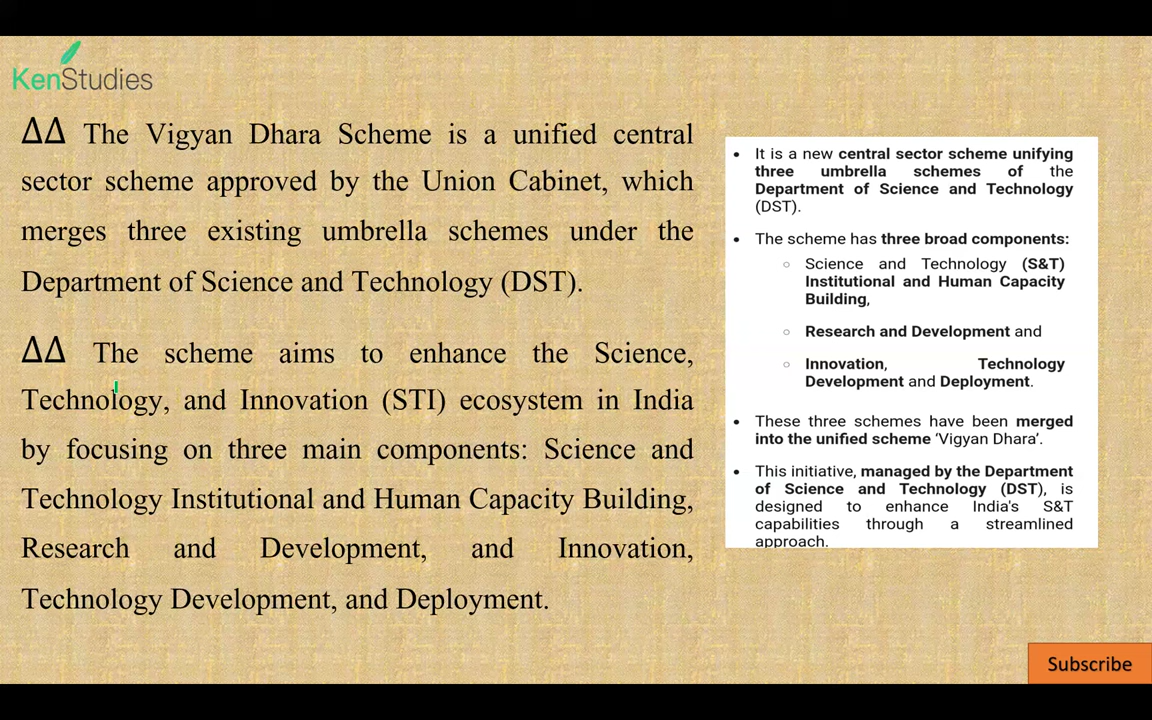 KenStudies
ΔΔ The Vigyan Dhara Scheme is a unified central
sector scheme approved by the Union Cabinet, which
merges three existing umbrella schemes under the
Department of Science and Technology (DST).
ΔΔ The scheme aims to enhance the Science,
Technology, and Innovation (STI) ecosystem in India
by focusing on three main components: Science and
Technology Institutional and Human Capacity Building,
Research and Development, and Innovation,
Technology Development, and Deployment.
• It is a new central sector scheme unifying
three umbrella schemes of the
Department of Science and Technology
(DST).
• The scheme has three broad components:
○ Science and Technology (S&T)
Institutional and Human Capacity
Building,
○ Research and Development and
○ Innovation, Technology
Development and Deployment.
• These three schemes have been merged
into the unified scheme ‘Vigyan Dhara’.
• This initiative, managed by the Department
of Science and Technology (DST), is
designed to enhance India's S&T
capabilities through a streamlined
approach.
Subscribe